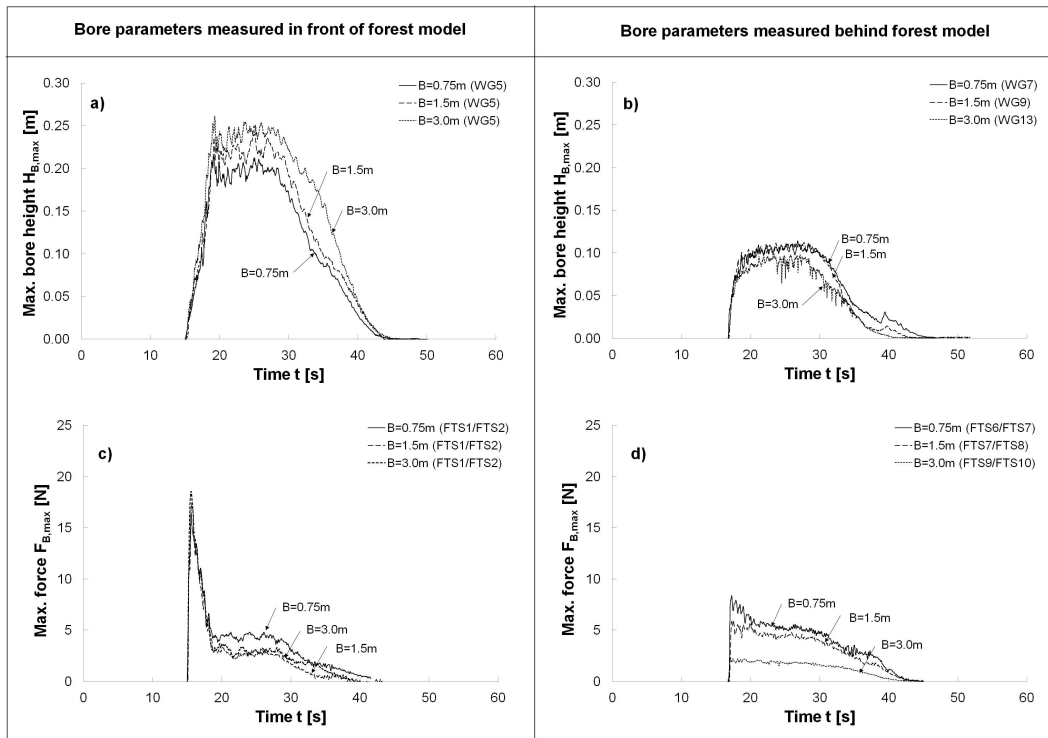 Bore parameters measured in front of forest model
Bore parameters measured behind forest model
a)
B=0.75m (WG5)
B=1.5m (WG5)
B=3.0m (WG5)
Max. bore height H_B,max [m]
0.30
0.25
0.20
0.15
0.10
0.05
0.00
B=1.5m
B=3.0m
B=0.75m
0 10 20 30 40 50 60
Time t [s]
b)
B=0.75m (WG7)
B=1.5m (WG9)
B=3.0m (WG13)
Max. bore height H_B,max [m]
0.30
0.25
0.20
0.15
0.10
0.05
0.00
B=0.75m
B=1.5m
B=3.0m
0 10 20 30 40 50 60
Time t [s]
c)
B=0.75m (FTS1/FTS2)
B=1.5m (FTS1/FTS2)
B=3.0m (FTS1/FTS2)
Max. force F_B,max [N]
25
20
15
10
5
0
B=0.75m
B=3.0m
B=1.5m
0 10 20 30 40 50 60
Time t [s]
d)
B=0.75m (FTS6/FTS7)
B=1.5m (FTS7/FTS8)
B=3.0m (FTS9/FTS10)
Max. force F_B,max [N]
25
20
15
10
5
0
B=0.75m
B=1.5m
B=3.0m
0 10 20 30 40 50 60
Time t [s]